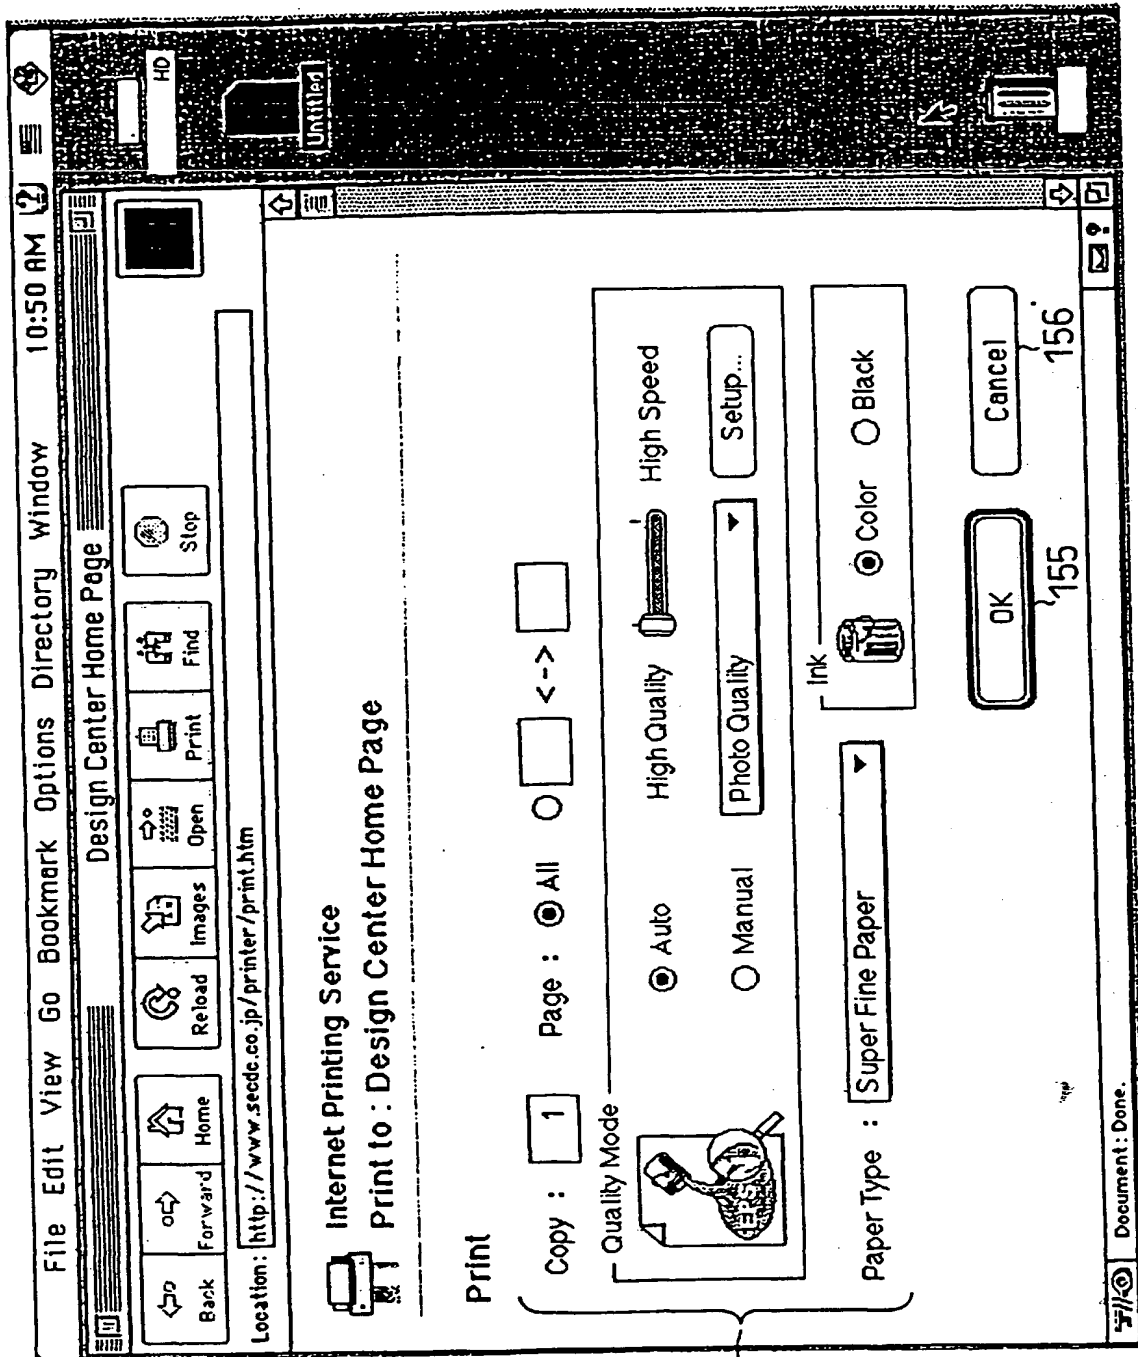 File Edit View Go Bookmark Options Directory Window 10:50 AM
Design Center Home Page
Back Forward Home Reload Images Open Print Find Stop
Location: http://www.secdc.co.jp/printer/print.htm
HD
Untitled
Internet Printing Service
Print to : Design Center Home Page
Print
Copy : 1 Page : All <->
Quality Mode
Auto High Quality High Speed
Manual Photo Quality Setup...
Paper Type : Super Fine Paper
Ink
Color Black
OK Cancel
155 156
Document : Done.